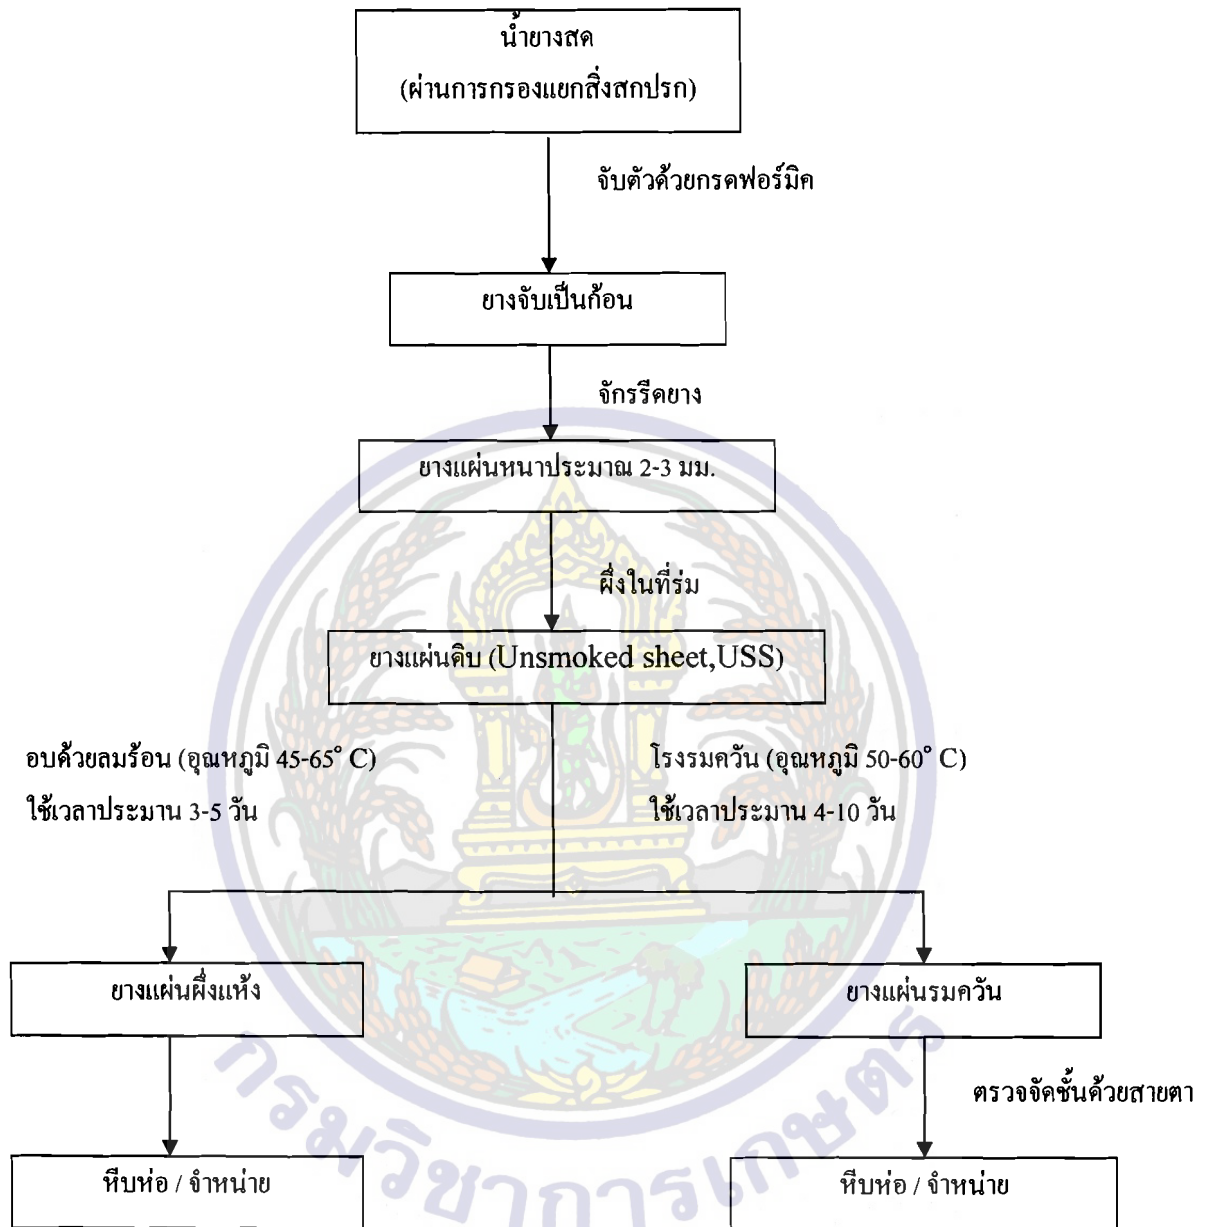 น้ำยางสด
(ผ่านการกรองแยกสิ่งสกปรก)
จับตัวด้วยกรดฟอร์มิค
ยางจับเป็นก้อน
จักรรีดยาง
ยางแผ่นหนาประมาณ 2-3 มม.
ผึ่งในที่ร่ม
ยางแผ่นดิบ (Unsmoked sheet,USS)
อบด้วยลมร้อน (อุณหภูมิ 45-65° C)
ใช้เวลาประมาน 3-5 วัน
โรงรมควัน (อุณหภูมิ 50-60° C)
ใช้เวลาประมาน 4-10 วัน
ยางแผ่นผึ่งแห้ง
ยางแผ่นรมควัน
ตรวจจัดชั้นด้วยสายตา
หีบห่อ / จำหน่าย
หีบห่อ / จำหน่าย
กรมวิชาการเกษตร